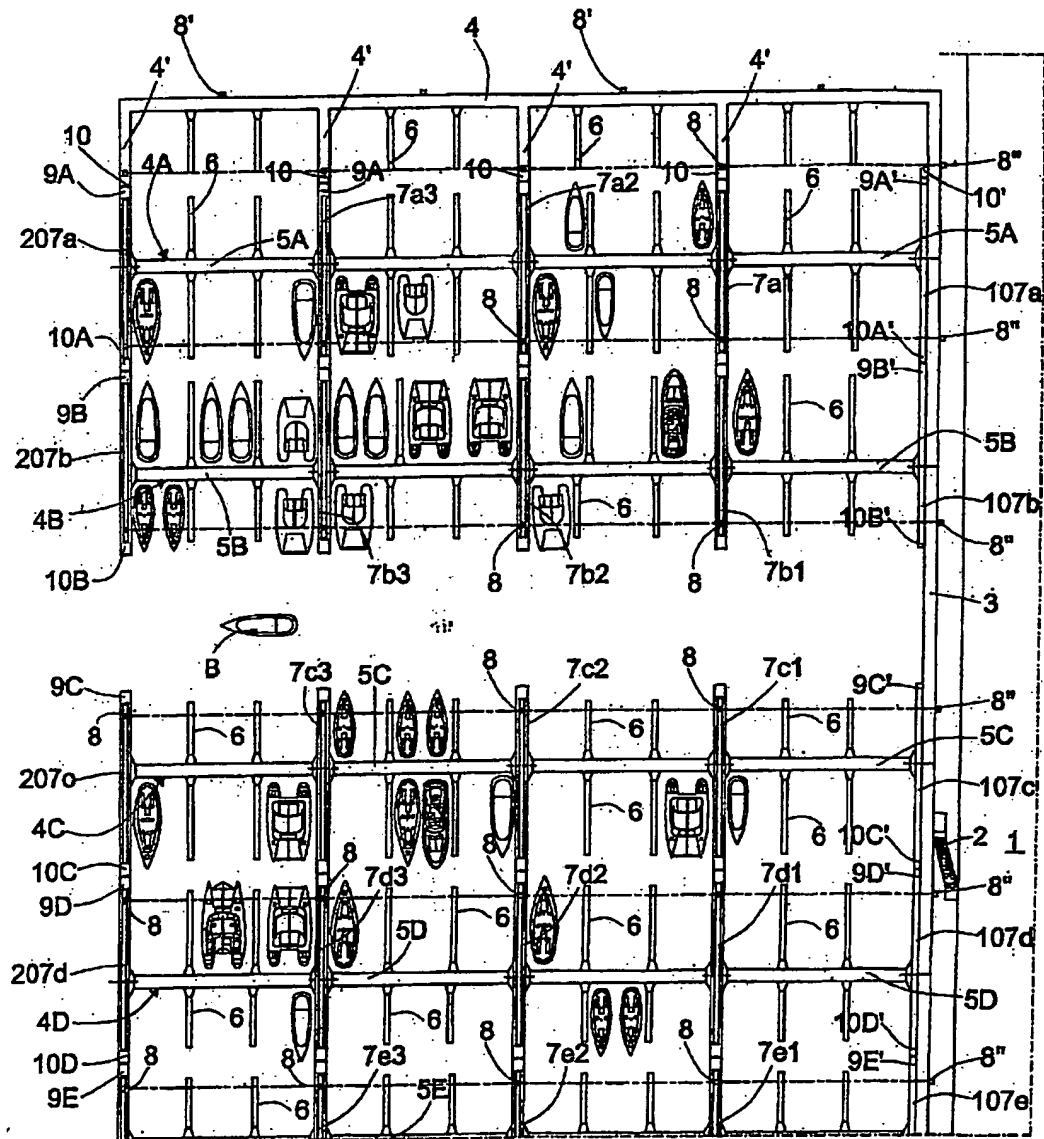 8' 4 8'
4' 4' 4' 4'
10 6 8 8"
9A 4A 6 10 9A 10 7a2 10 6 9A' 10'
7a3
207a 5A 5A
8 8 7a 107a
10A 10A' 8"
9B 9B'
6
207b 5B
4B 6 107b
5B 10B' 8"
10B 7b3 8 7b2 8 7b1
3
B
9C 7c3 5C 8 7c2 8 7c1 9C'
8 6 6 6 6 8"
207c 5C
6 6 107c
4C 2 1
10C 8 8 10C'
9D 7d3 7d2 7d1 9D' 8"
8 6 6 6
5D 107d
207d
4D 6 6 5D
10D 8 8 7e3 8 7e2 8 7e1 10D' 8"
9E 6 5E 9E' 107e